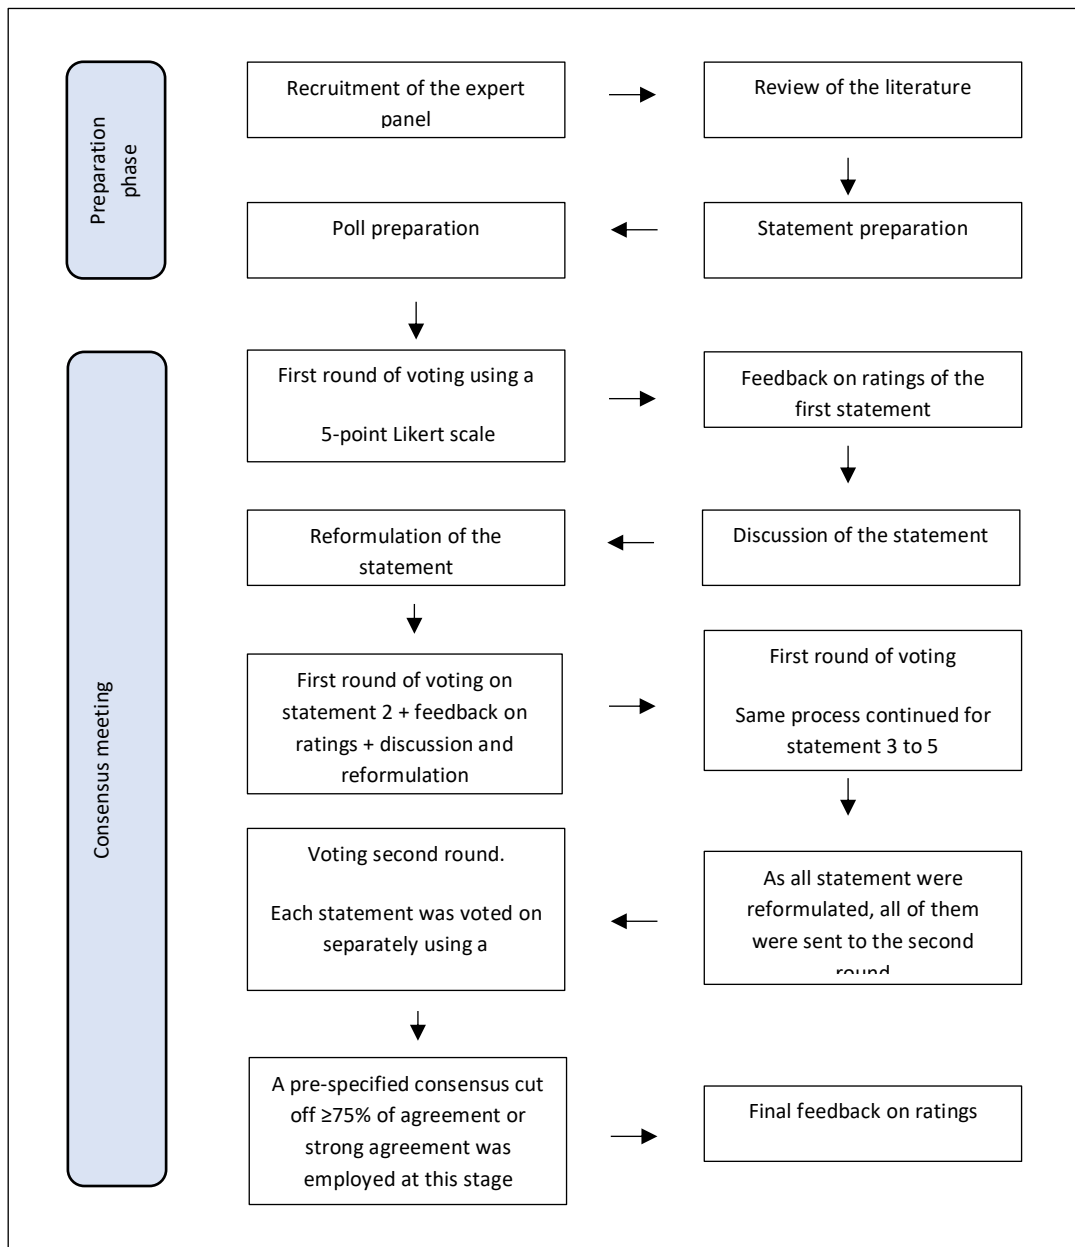 Preparation
phase
Recruitment of the expert
panel
Review of the literature
Statement preparation
Poll preparation
Consensus meeting
First round of voting using a
5-point Likert scale
Feedback on ratings of the
first statement
Discussion of the statement
Reformulation of the
statement
First round of voting on
statement 2 + feedback on
ratings + discussion and
reformulation
First round of voting
Same process continued for
statement 3 to 5
As all statement were
reformulated, all of them
were sent to the second
round
Voting second round.
Each statement was voted on
separately using a
A pre-specified consensus cut
off ≥75% of agreement or
strong agreement was
employed at this stage
Final feedback on ratings